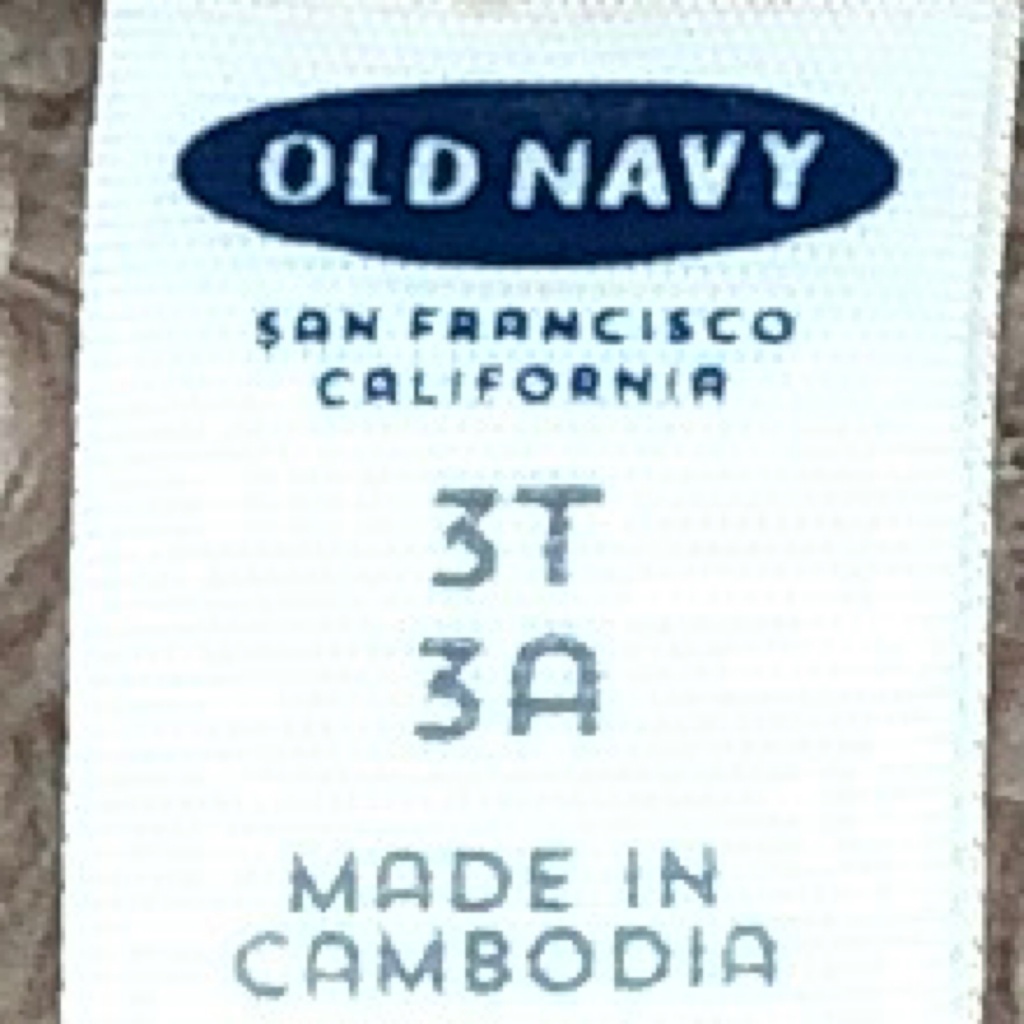 OLD NAVY
SAN FRANCISCO
CALIFORNIA
3T
3A
MADE IN
CAMBODIA